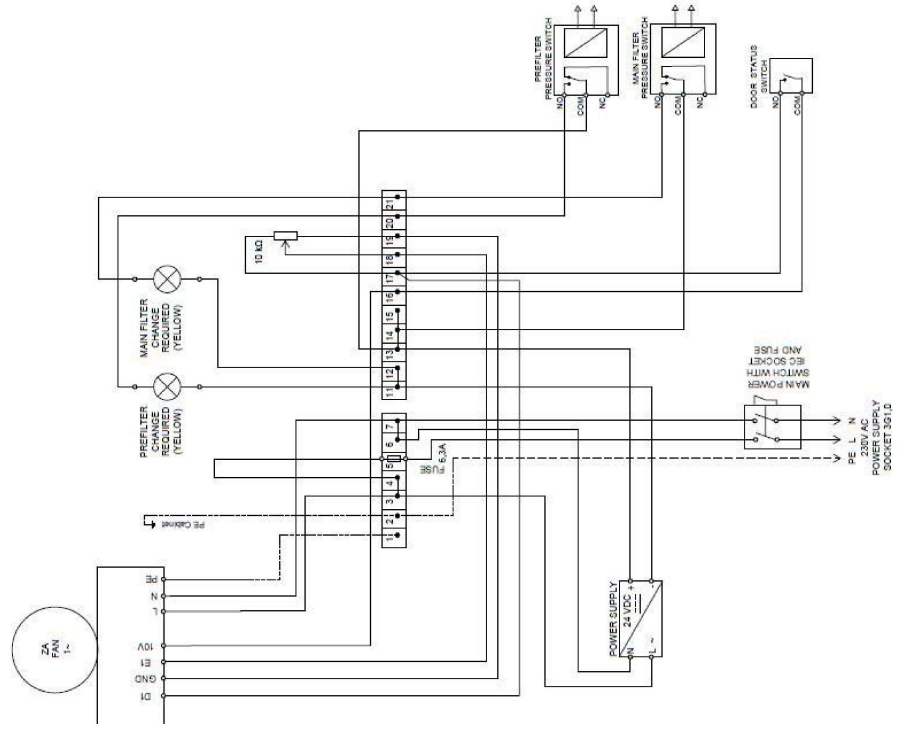 PREFILTER
PRESSURE SWITCH
NO
COM
NC
MAIN FILTER
PRESSURE SWITCH
NO
COM
NC
DOOR STATUS
SWITCH
NO
COM
21
20
19
18
17
16
15
14
13
12
11
7
6
5
4
3
2
1
10 kΩ
MAIN FILTER
CHANGE
REQUIRED
(YELLOW)
PREFILTER
CHANGE
REQUIRED
(YELLOW)
MAIN POWER
SWITCH WITH
IEC SOCKET
AND FUSE
FUSE
6,3A
PE L N
230V AC
POWER SUPPLY
SOCKET 3G1,0
PE Cabinet
PE
N
L
10V
E1
GND
D1
ZA
FAN
1~
POWER SUPPLY
24 VDC
+
-
N
L
~